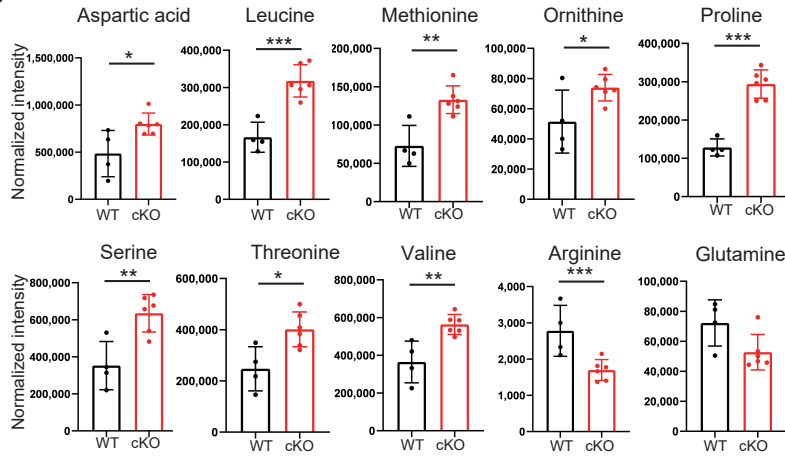 Aspartic acid
Normalized intensity
1,500,000
1,000,000
500,000
0
*
WT cKO
Leucine
400,000
300,000
200,000
100,000
0
***
WT cKO
Methionine
200,000
150,000
100,000
50,000
0
**
WT cKO
Ornithine
100,000
80,000
60,000
40,000
20,000
0
*
WT cKO
Proline
400,000
300,000
200,000
100,000
0
***
WT cKO
Serine
Normalized intensity
800,000
600,000
400,000
200,000
0
**
WT cKO
Threonine
600,000
400,000
200,000
0
*
WT cKO
Valine
800,000
600,000
400,000
200,000
0
**
WT cKO
Arginine
4,000
3,000
2,000
1,000
0
***
WT cKO
Glutamine
100,000
80,000
60,000
40,000
20,000
0
WT cKO